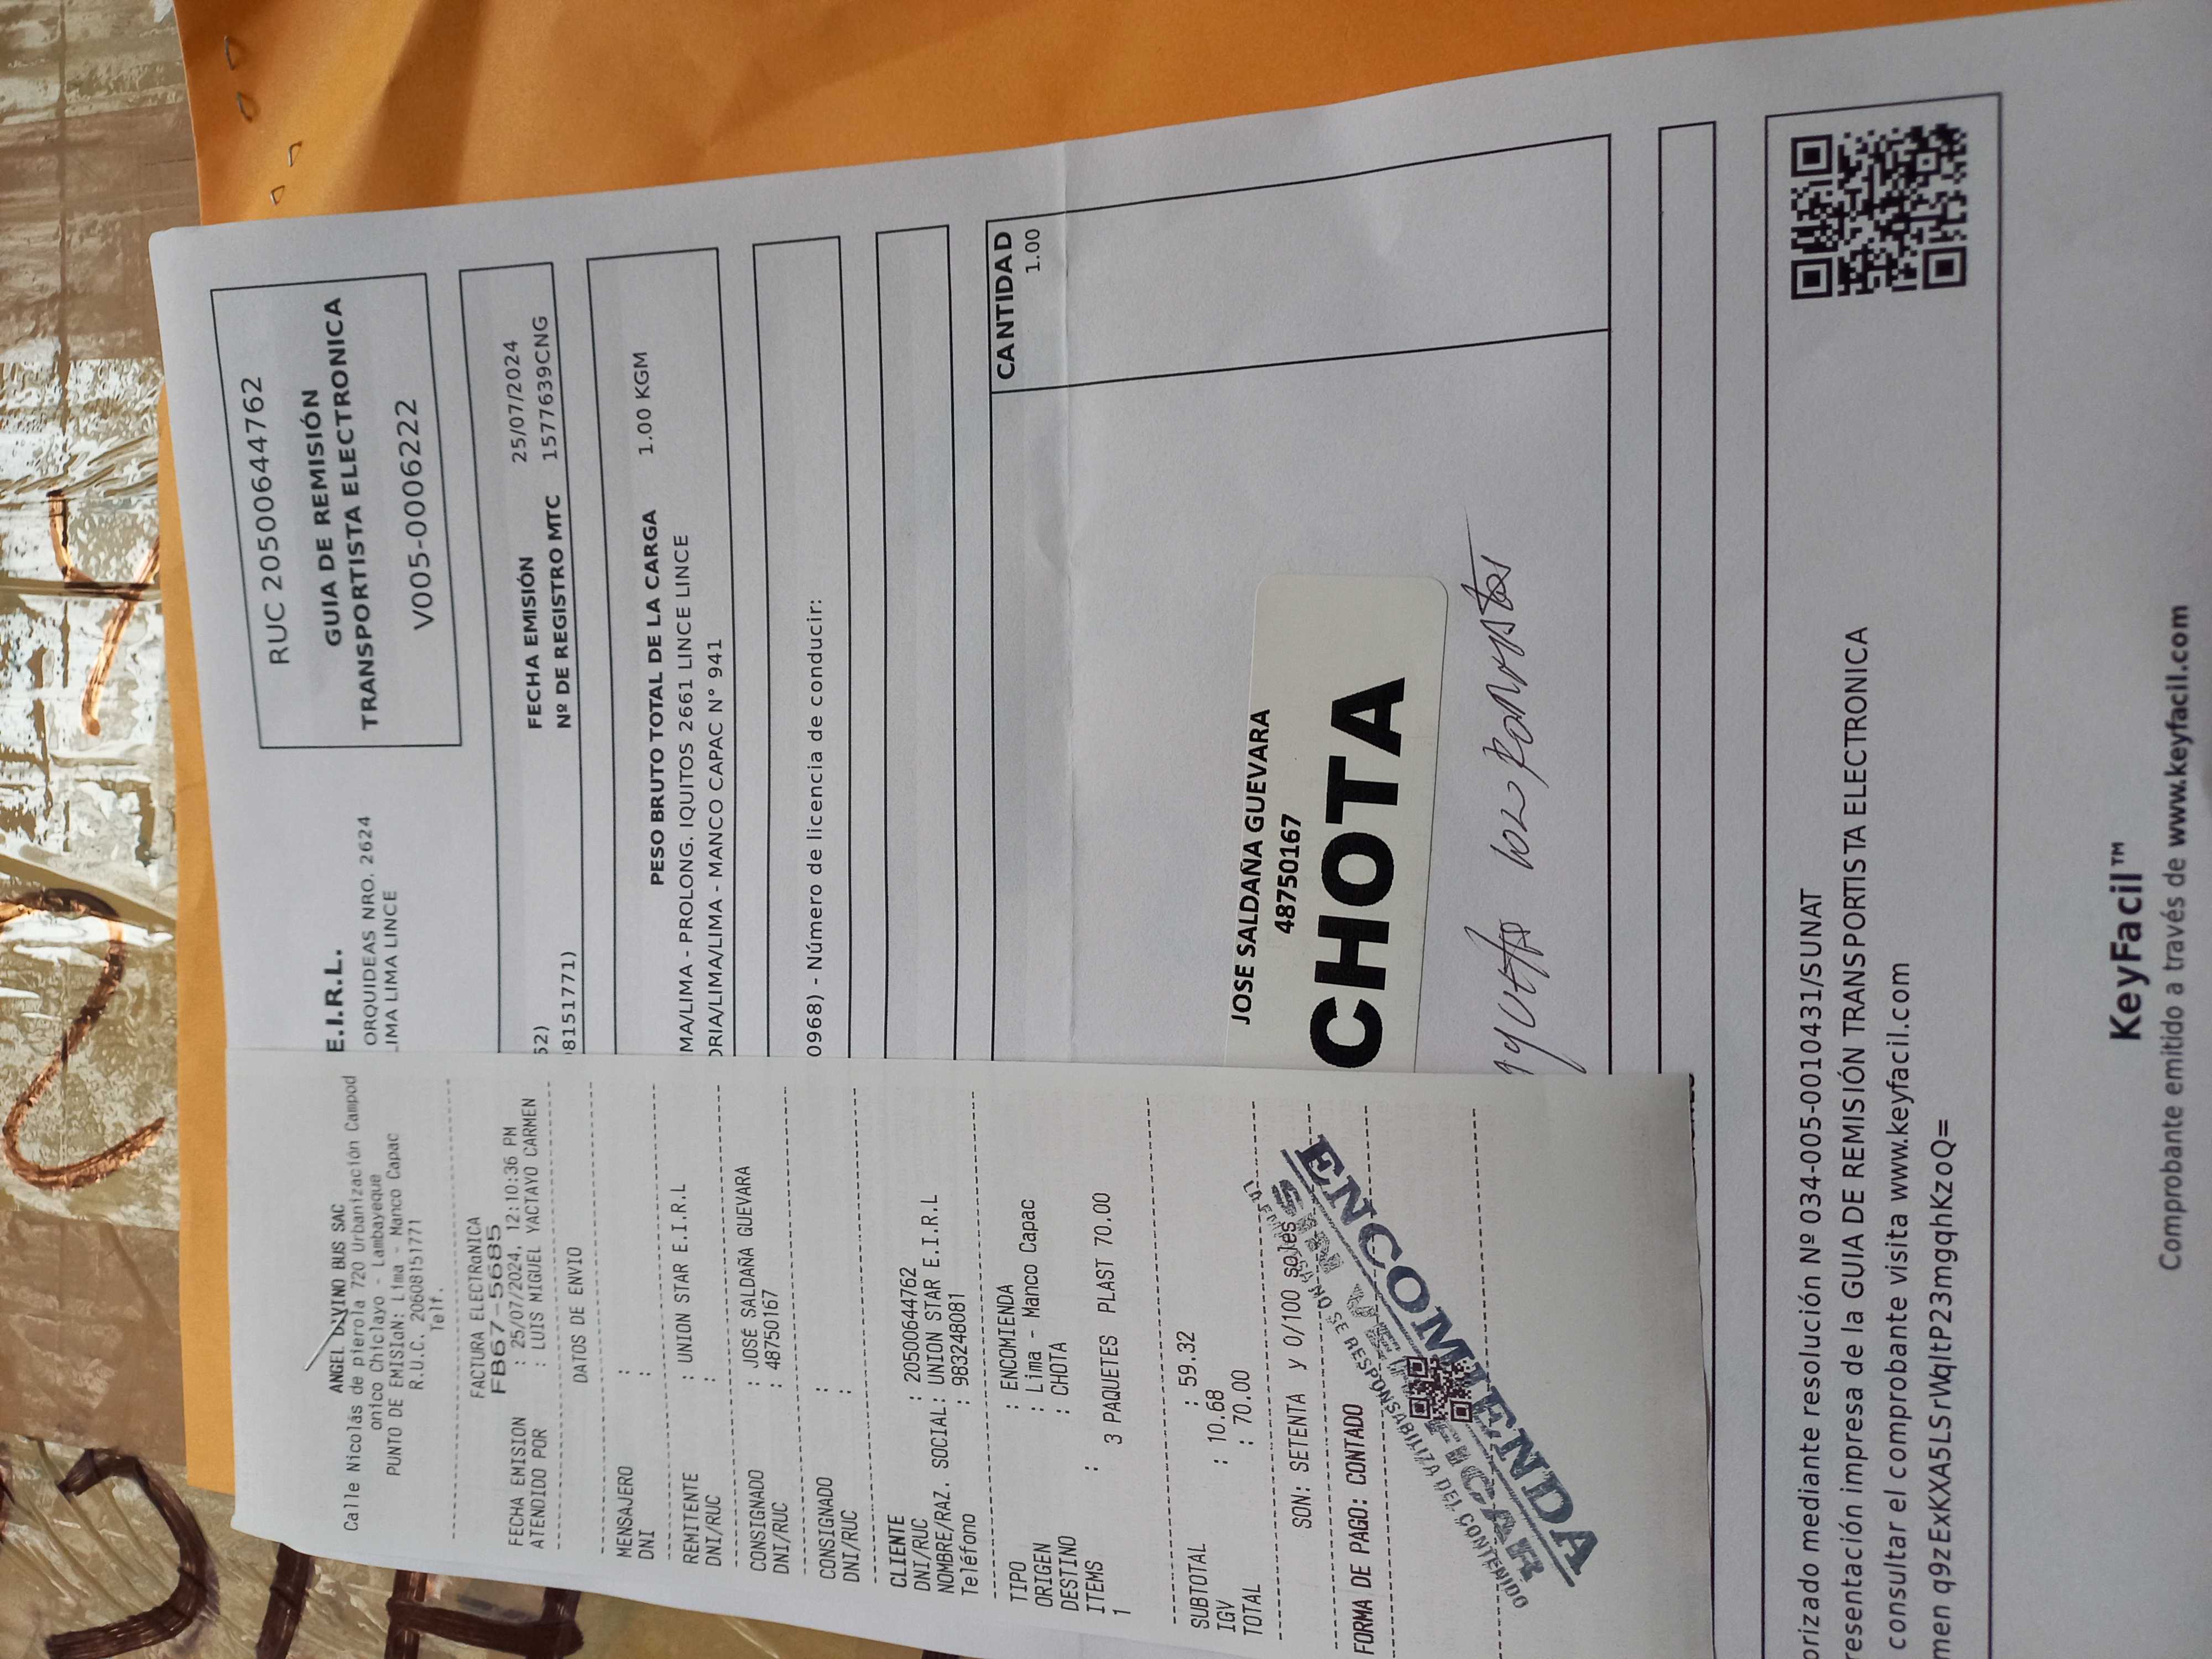 ANGEL DIVINO BUS SAC
Calle Nicolás de pierola 720 Urbanización Campod
onico Chiclayo - Lambayeque
PUNTO DE EMISIóN: Lima - Manco Capac
R.U.C. 20608151771
Telf.
FACTURA ELECTRóNICA
FB67-5685
FECHA EMISION : 25/07/2024, 12:10:36 PM
ATENDIDO POR : LUIS MIGUEL YACTAYO CARMEN
DATOS DE ENVIO
MENSAJERO :
DNI :
REMITENTE : UNION STAR E.I.R.L
DNI/RUC :
CONSIGNADO : JOSÉ SALDAÑA GUEVARA
DNI/RUC : 48750167
CONSIGNADO :
DNI/RUC :
CLIENTE
DNI/RUC : 20500644762
NOMBRE/RAZ. SOCIAL: UNION STAR E.I.R.L
Teléfono : 983248081
TIPO : ENCOMIENDA
ORIGEN : Lima - Manco Capac
DESTINO : CHOTA
ITEMS :
1 3 PAQUETES PLAST 70.00
SUBTOTAL : 59.32
IGV : 10.68
TOTAL : 70.00
SON: SETENTA y 0/100 soles
FORMA DE PAGO: CONTADO
ENCOMIENDA
E.I.R.L.
ORQUIDEAS NRO. 2624
LIMA LIMA LINCE
RUC 20500644762
GUIA DE REMISIÓN
TRANSPORTISTA ELECTRONICA
V005-00006222
FECHA EMISIÓN 25/07/2024
52)
Nº DE REGISTRO MTC 1577639CNG
08151771)
PESO BRUTO TOTAL DE LA CARGA 1.00 KGM
MA/LIMA - PROLONG. IQUITOS 2661 LINCE LINCE
ORIA/LIMA/LIMA - MANCO CAPAC N° 941
0968) - Número de licencia de conducir:
CANTIDAD
1.00
JOSE SALDAÑA GUEVARA
48750167
CHOTA
orizado mediante resolución Nº 034-005-0010431/SUNAT
resentación impresa de la GUIA DE REMISIÓN TRANSPORTISTA ELECTRONICA
consultar el comprobante visita www.keyfacil.com
men q9zExKXA5LSrWqltP23mgqhKzoQ=
KeyFacil™
Comprobante emitido a través de www.keyfacil.com